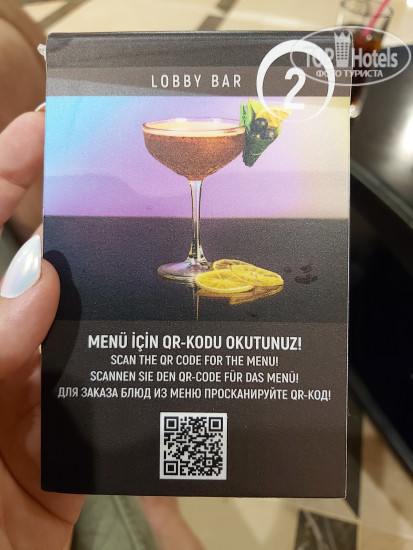 LOBBY BAR
2
TOP Hotels
ФОТО ТУРИСТА
MENÜ İÇİN QR-KODU OKUTUNUZ!
SCAN THE QR CODE FOR THE MENU!
SCANNEN SIE DEN QR-CODE FÜR DAS MENÜ!
ДЛЯ ЗАКАЗА БЛЮД ИЗ МЕНЮ ПРОСКАНИРУЙТЕ QR-КОД!